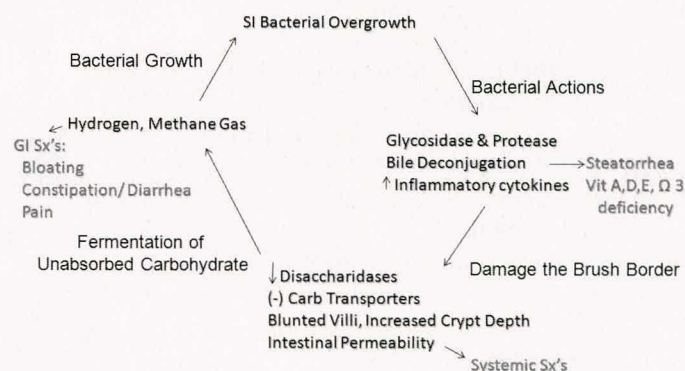 SI Bacterial Overgrowth
Bacterial Growth
Bacterial Actions
Hydrogen, Methane Gas
GI Sx's:
Bloating
Constipation/ Diarrhea
Pain
Glycosidase & Protease
Bile Deconjugation
Steatorrhea
↑ Inflammatory cytokines
Vit A,D,E, Ω 3
deficiency
Fermentation of
Unabsorbed Carbohydrate
Damage the Brush Border
↓ Disaccharidases
(-) Carb Transporters
Blunted Villi, Increased Crypt Depth
Intestinal Permeability
Systemic Sx's